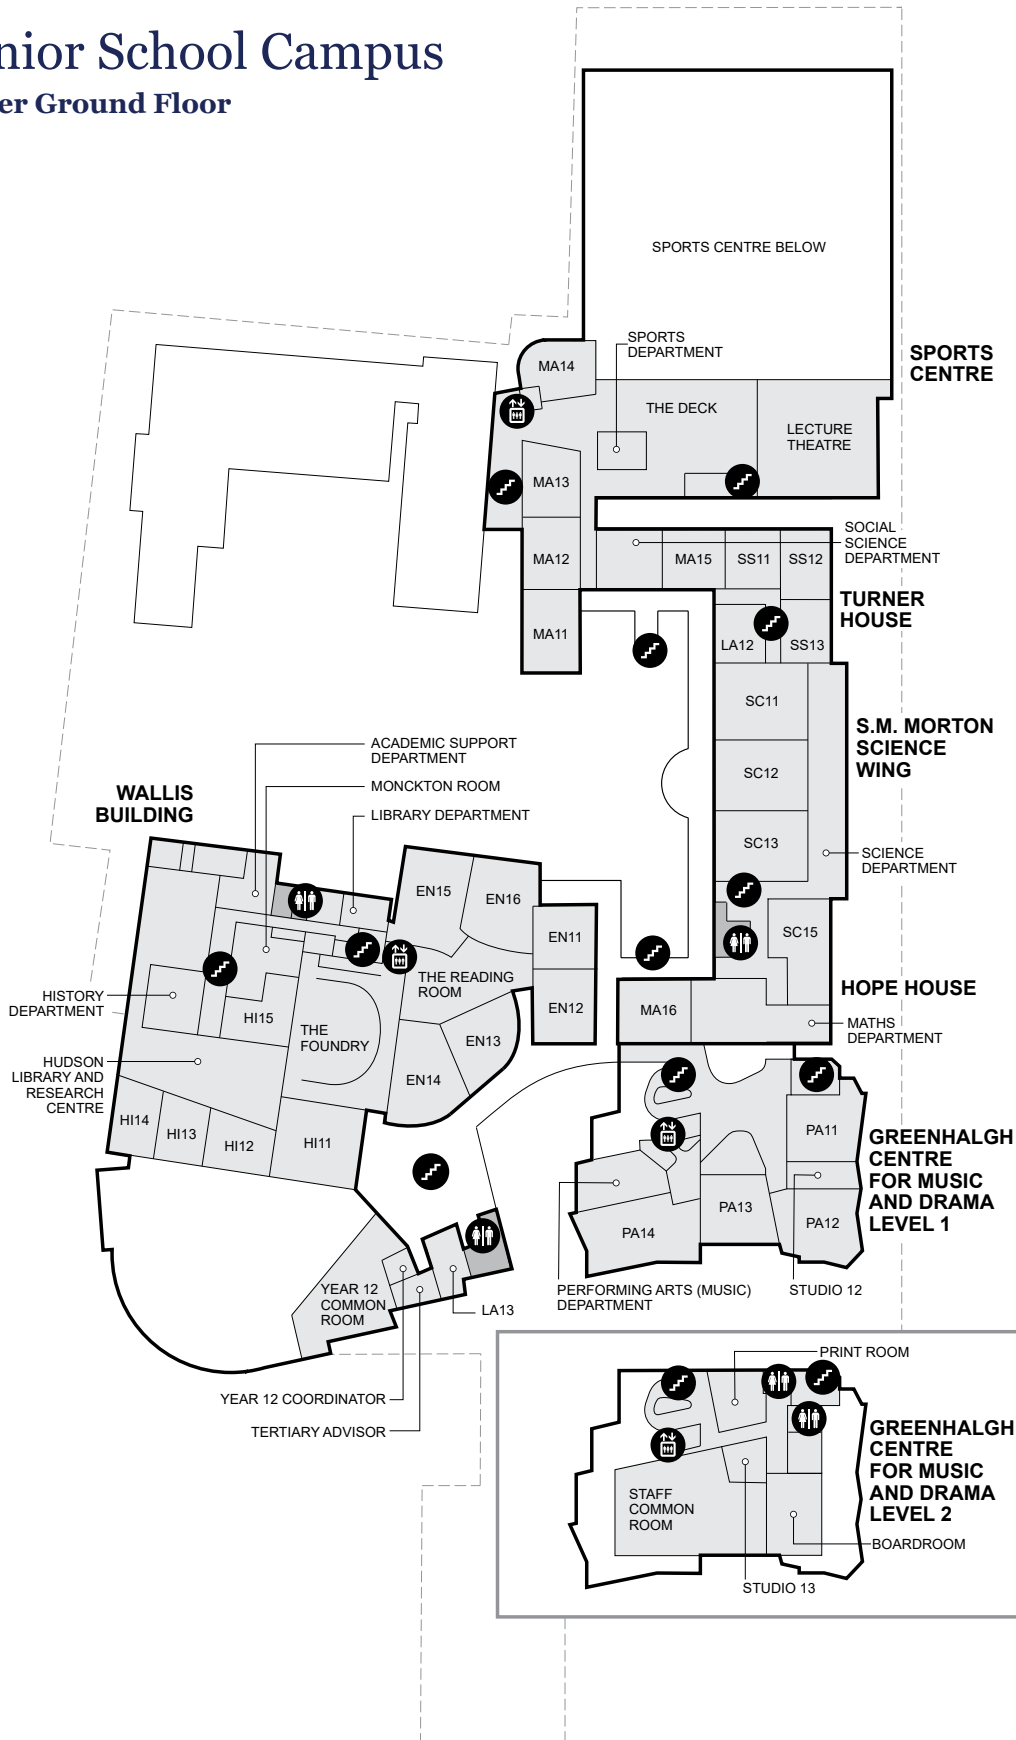 nior School Campus
er Ground Floor
SPORTS CENTRE BELOW
SPORTS
DEPARTMENT
MA14
SPORTS
CENTRE
THE DECK
LECTURE
THEATRE
MA13
SOCIAL
SCIENCE
DEPARTMENT
MA12
MA15
SS11
SS12
TURNER
HOUSE
MA11
LA12
SS13
SC11
S.M. MORTON
SCIENCE
WING
ACADEMIC SUPPORT
DEPARTMENT
SC12
MONCKTON ROOM
WALLIS
BUILDING
LIBRARY DEPARTMENT
SC13
SCIENCE
DEPARTMENT
EN15
EN16
EN11
SC15
THE READING
ROOM
HISTORY
DEPARTMENT
HOPE HOUSE
HI15
EN12
MA16
MATHS
DEPARTMENT
THE
FOUNDRY
EN13
HUDSON
LIBRARY AND
RESEARCH
CENTRE
EN14
HI14
HI13
HI12
HI11
PA11
GREENHALGH
CENTRE
FOR MUSIC
AND DRAMA
LEVEL 1
PA13
PA14
PA12
PERFORMING ARTS (MUSIC)
DEPARTMENT
STUDIO 12
YEAR 12
COMMON
ROOM
LA13
YEAR 12 COORDINATOR
TERTIARY ADVISOR
PRINT ROOM
GREENHALGH
CENTRE
FOR MUSIC
AND DRAMA
LEVEL 2
STAFF
COMMON
ROOM
BOARDROOM
STUDIO 13